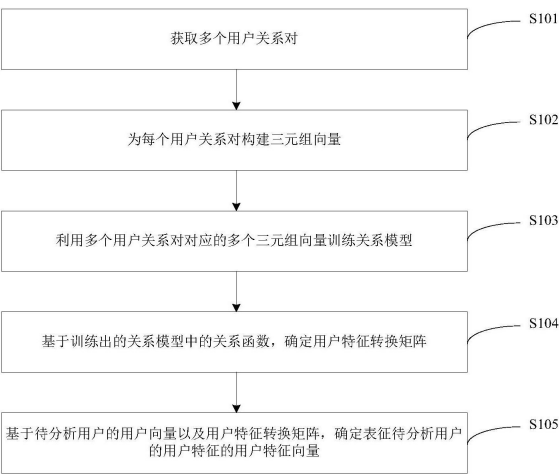 获取多个用户关系对
S101
为每个用户关系对构建三元组向量
S102
利用多个用户关系对对应的多个三元组向量训练关系模型
S103
基于训练出的关系模型中的关系函数，确定用户特征转换矩阵
S104
基于待分析用户的用户向量以及用户特征转换矩阵，确定表征待分析用户
的用户特征的用户特征向量
S105